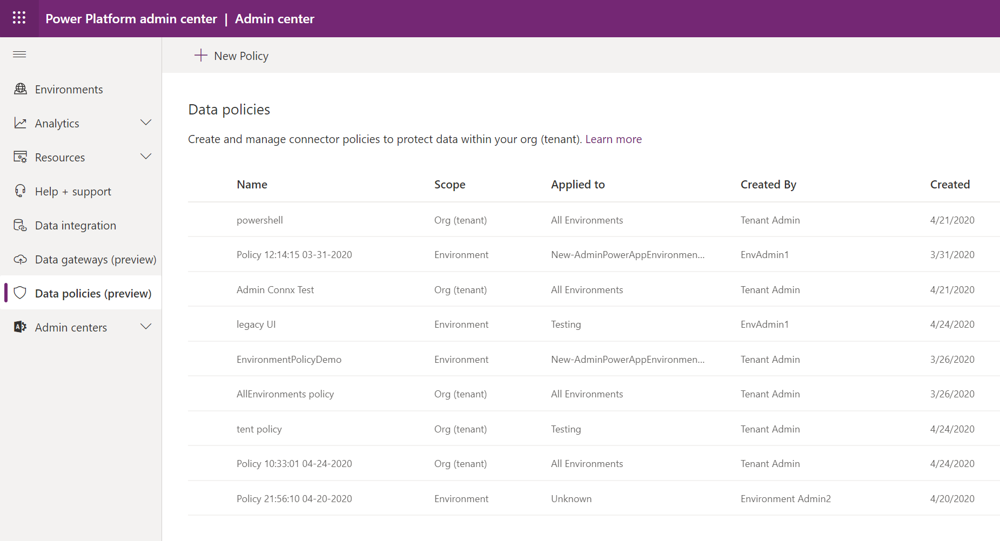 Power Platform admin center | Admin center
New Policy
Environments
Analytics
Resources
Help + support
Data integration
Data gateways (preview)
Data policies (preview)
Admin centers
Data policies
Create and manage connector policies to protect data within your org (tenant). Learn more
Name Scope Applied to Created By Created
powershell Org (tenant) All Environments Tenant Admin 4/21/2020
Policy 12:14:15 03-31-2020 Environment New-AdminPowerAppEnvironmen... EnvAdmin1 3/31/2020
Admin Connx Test Org (tenant) All Environments Tenant Admin 4/21/2020
legacy UI Environment Testing EnvAdmin1 4/24/2020
EnvironmentPolicyDemo Environment New-AdminPowerAppEnvironmen... Tenant Admin 3/26/2020
AllEnvironments policy Org (tenant) All Environments Tenant Admin 3/26/2020
tent policy Org (tenant) Testing Tenant Admin 4/24/2020
Policy 10:33:01 04-24-2020 Org (tenant) All Environments Tenant Admin 4/24/2020
Policy 21:56:10 04-20-2020 Environment Unknown Environment Admin2 4/20/2020